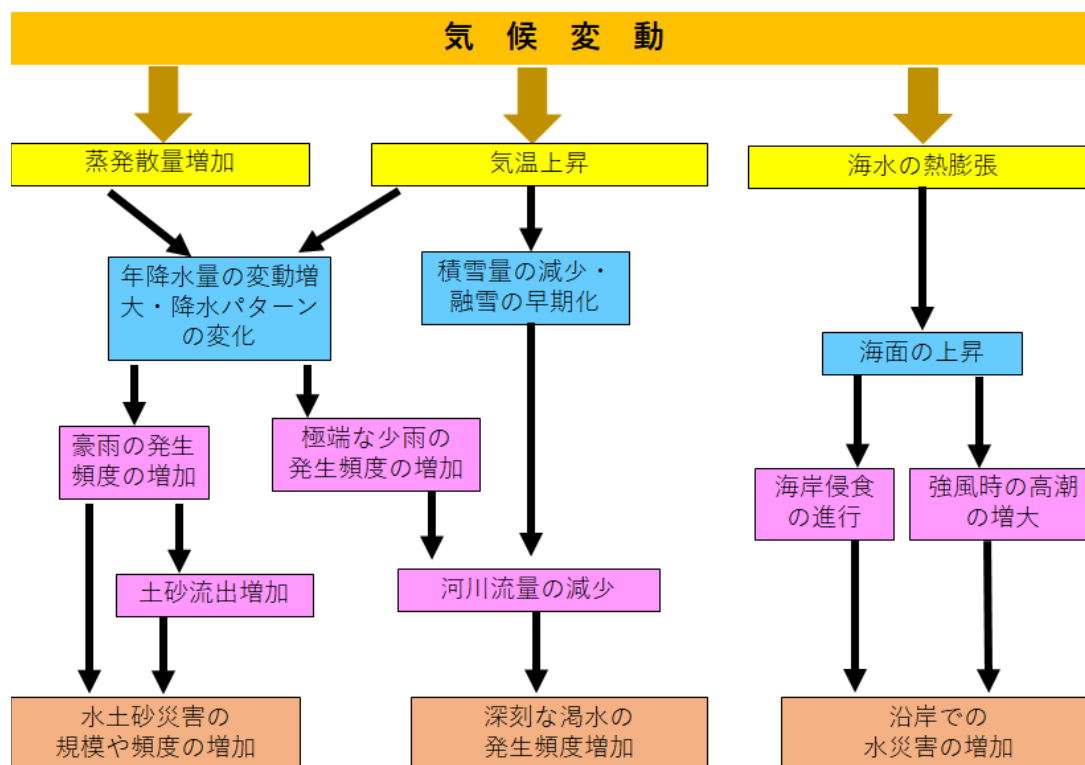 気候変動
蒸発散量増加
気温上昇
海水の熱膨張
年降水量の変動増
大・降水パターン
の変化
積雪量の減少・
融雪の早期化
海面の上昇
豪雨の発生
頻度の増加
極端な少雨の
発生頻度の増加
海岸侵食
の進行
強風時の高潮
の増大
土砂流出増加
河川流量の減少
水土砂災害の
規模や頻度の増加
深刻な渇水の
発生頻度増加
沿岸での
水災害の増加